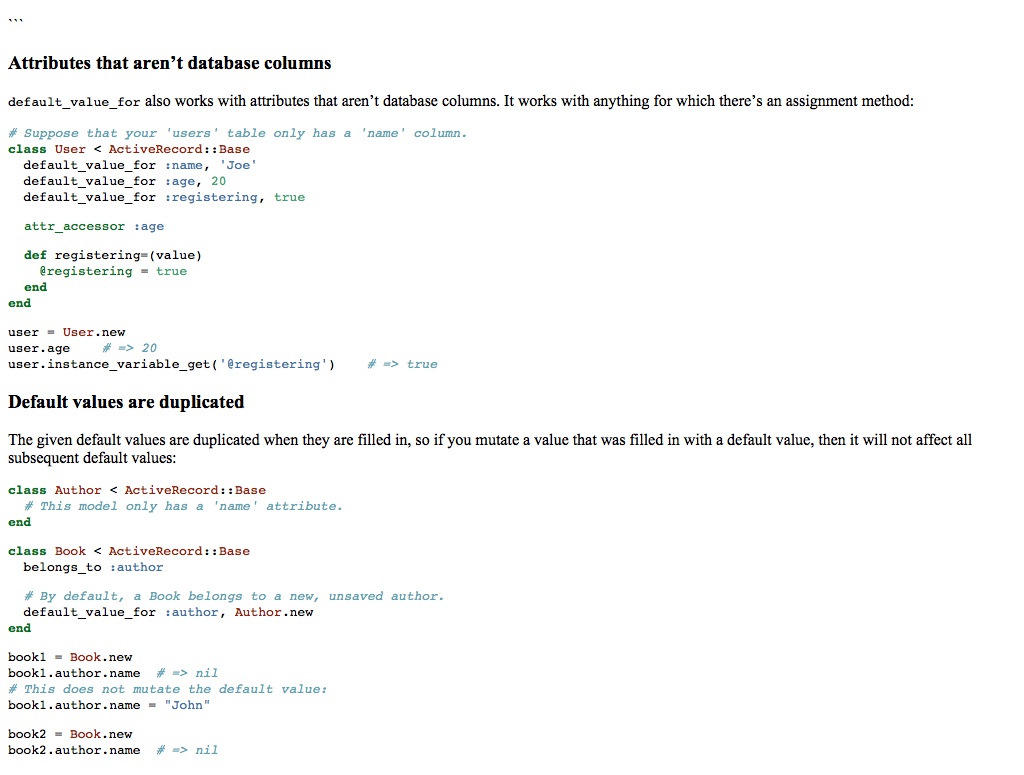 ```
Attributes that aren’t database columns
default_value_for also works with attributes that aren’t database columns. It works with anything for which there’s an assignment method:
# Suppose that your 'users' table only has a 'name' column.
class User < ActiveRecord::Base
  default_value_for :name, 'Joe'
  default_value_for :age, 20
  default_value_for :registering, true
  attr_accessor :age
  def registering=(value)
    @registering = true
  end
end
user = User.new
user.age    # => 20
user.instance_variable_get('@registering')    # => true
Default values are duplicated
The given default values are duplicated when they are filled in, so if you mutate a value that was filled in with a default value, then it will not affect all
subsequent default values:
class Author < ActiveRecord::Base
  # This model only has a 'name' attribute.
end
class Book < ActiveRecord::Base
  belongs_to :author
  # By default, a Book belongs to a new, unsaved author.
  default_value_for :author, Author.new
end
book1 = Book.new
book1.author.name  # => nil
# This does not mutate the default value:
book1.author.name = "John"
book2 = Book.new
book2.author.name  # => nil